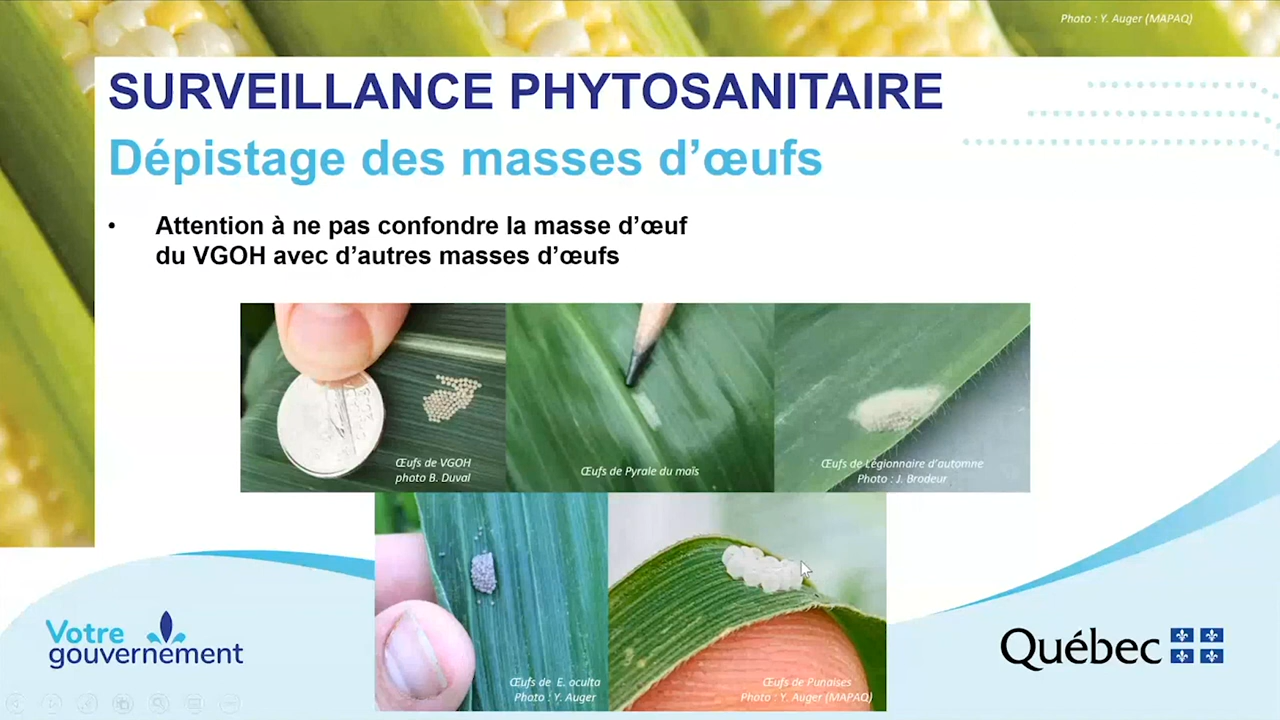 Photo : Y. Auger (MAPAQ)
SURVEILLANCE PHYTOSANITAIRE
Dépistage des masses d’œufs
• Attention à ne pas confondre la masse d’œuf
du VGOH avec d’autres masses d’œufs
Œufs de VGOH
photo B. Duval
Œufs de Pyrale du maïs
Œufs de Légionnaire d’automne
Photo : J. Brodeur
Œufs de E. oculta
Photo : Y. Auger
Œufs de Punaises
Photo : Y. Auger (MAPAQ)
Votre
gouvernement
Québec